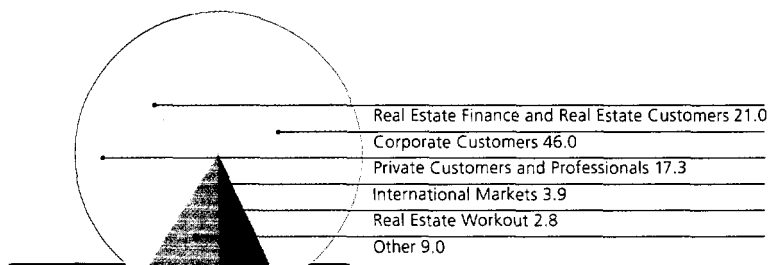 Real Estate Finance and Real Estate Customers 21.0
Corporate Customers 46.0
Private Customers and Professionals 17.3
International Markets 3.9
Real Estate Workout 2.8
Other 9.0